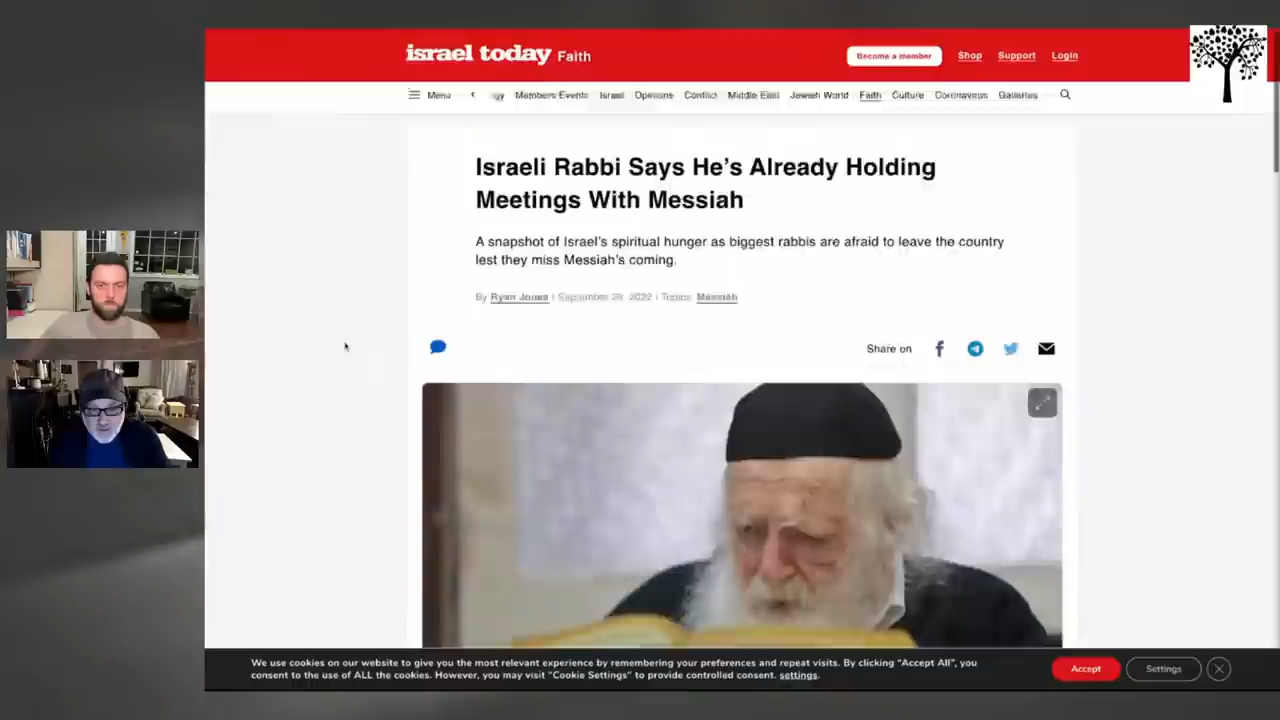 israel today Faith
Become a member
Shop
Support
Login
Menu
gy
Members Events
Israel
Opinions
Conflict
Middle East
Jewish World
Faith
Culture
Coronavirus
Galleries
Israeli Rabbi Says He's Already Holding
Meetings With Messiah
A snapshot of Israel's spiritual hunger as biggest rabbis are afraid to leave the country
lest they miss Messiah's coming.
By Ryan Jones | September 2022 | Topics: Messiah
Share on
We use cookies on our website to give you the most relevant experience by remembering your preferences and repeat visits. By clicking "Accept All", you
consent to the use of ALL the cookies. However, you may visit "Cookie Settings" to provide controlled consent. settings.
Accept
Settings